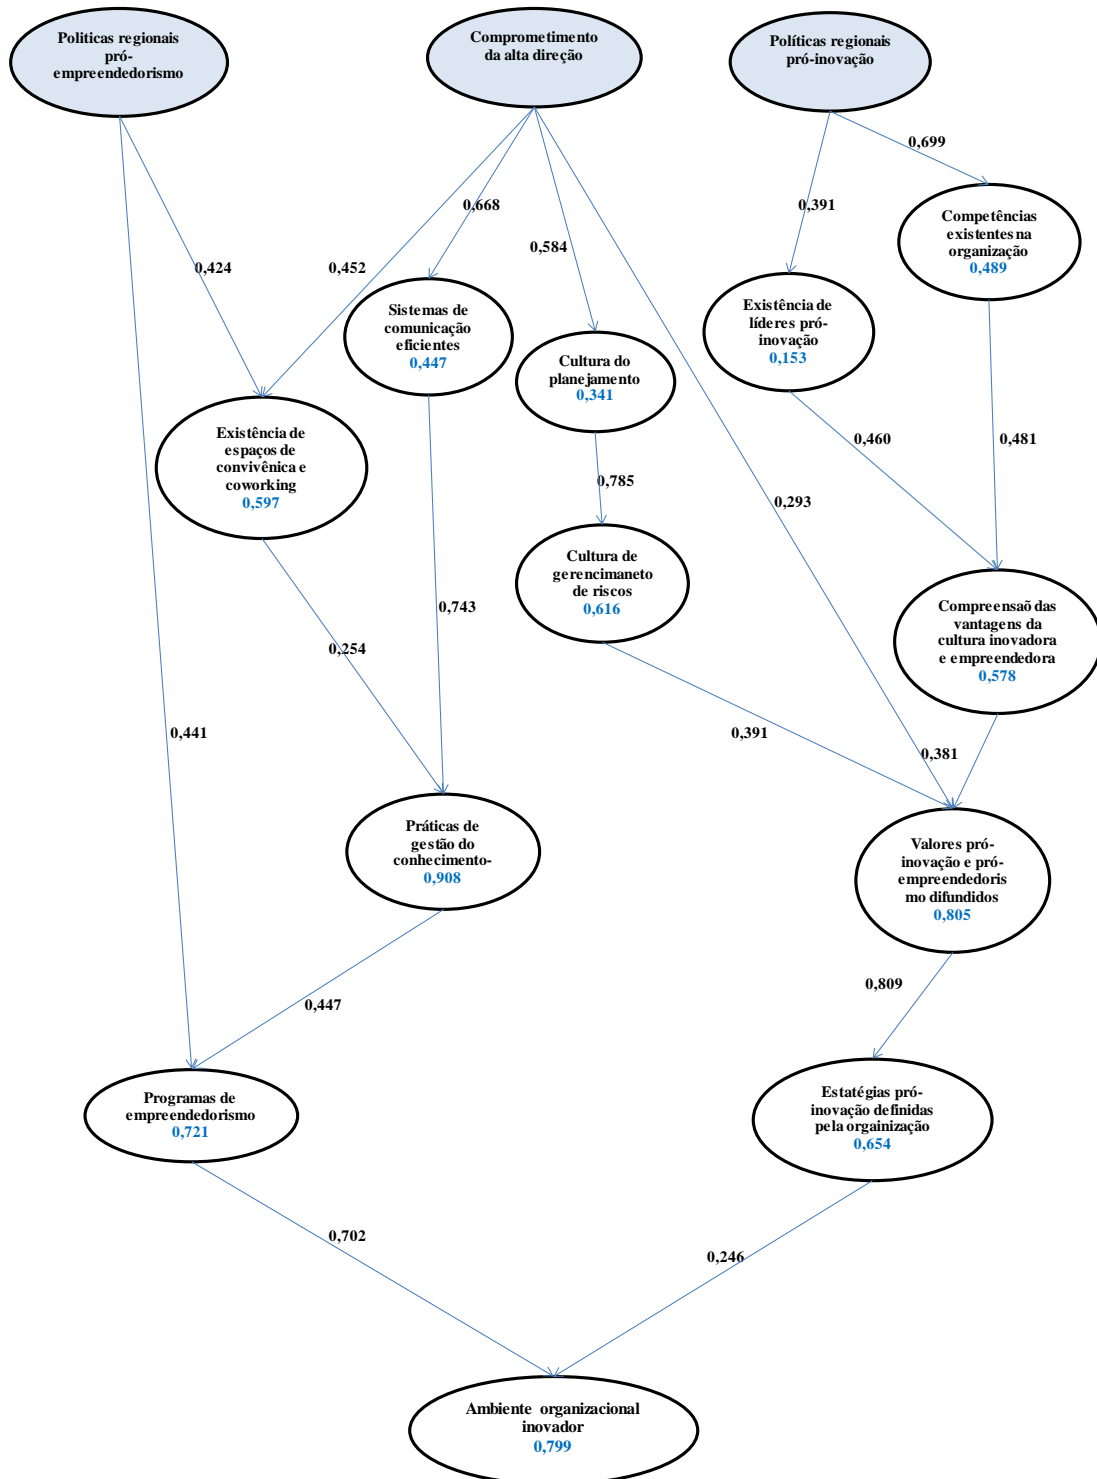 Politicas regionais
pró-
empreendedorismo
Comprometimento
da alta direção
Políticas regionais
pró-inovação
0,699
0,391
0,668
0,584
0,424
0,452
Competências
existentes na
organização
0,489
Existência de
líderes pró-
inovação
0,153
Sistemas de
comunicação
eficientes
0,447
Cultura do
planejamento
0,341
Existência de
espaços de
convivênica e
coworking
0,597
0,460
0,481
0,785
0,293
Cultura de
gerencimaneto
de riscos
0,616
Compreensaõ das
vantagens da
cultura inovadora
e empreendedora
0,578
0,743
0,254
0,441
0,391
0,381
Práticas de
gestão do
conhecimento-
0,908
Valores pró-
inovação e pró-
empreendedoris
mo difundidos
0,805
0,809
0,447
Programas de
empreendedorismo
0,721
Estatégias pró-
inovação definidas
pela orgainização
0,654
0,702
0,246
Ambiente organizacional
inovador
0,799